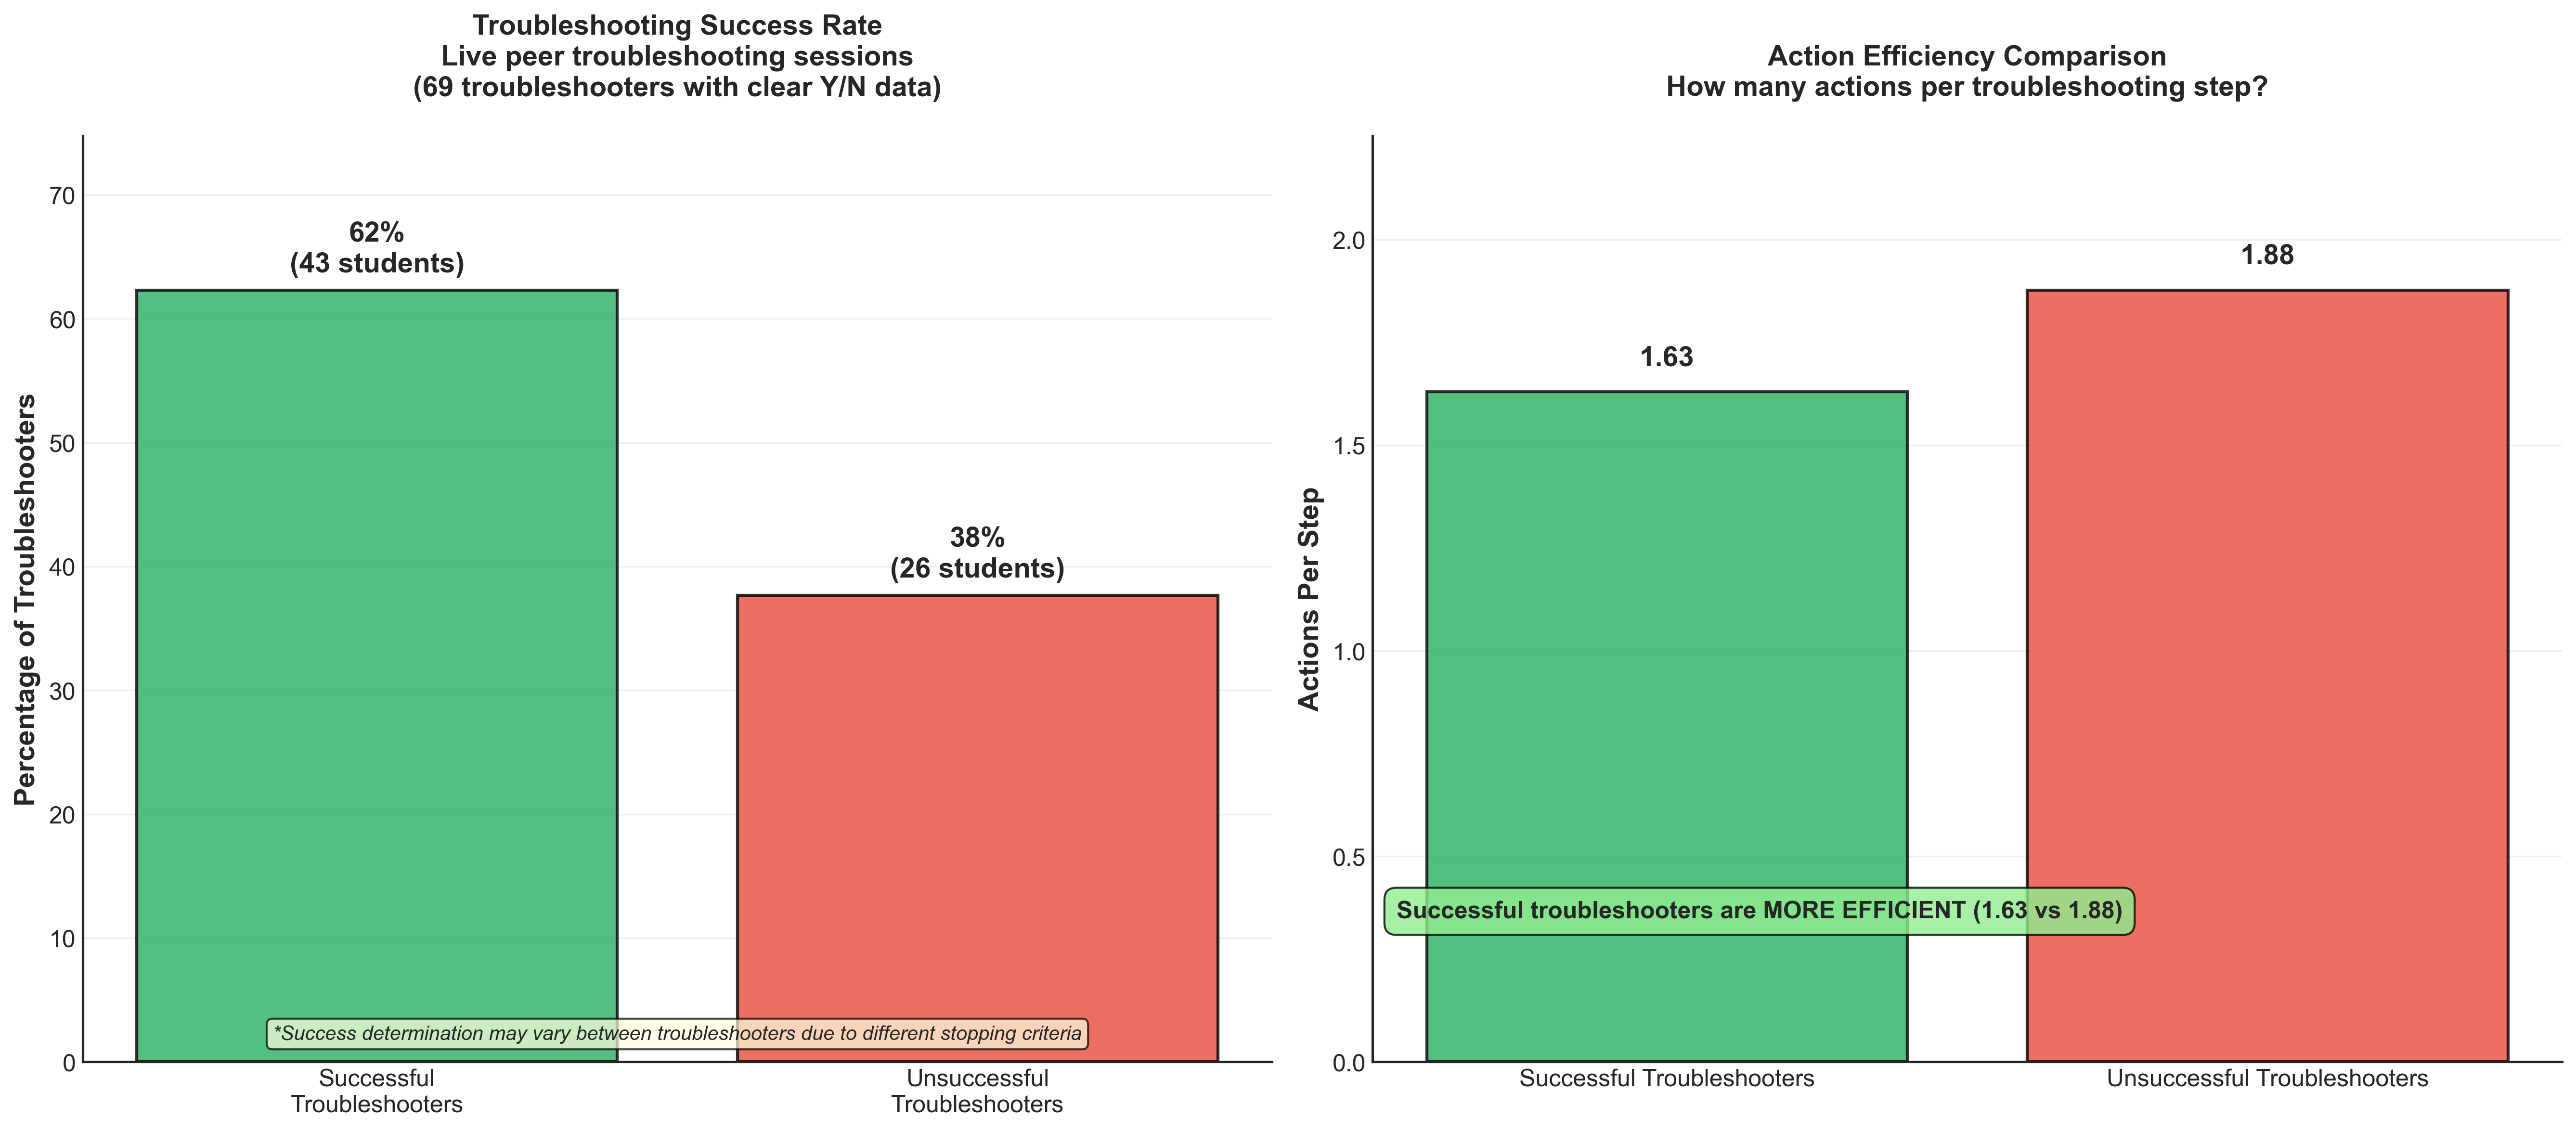 Troubleshooting Success Rate
Live peer troubleshooting sessions
(69 troubleshooters with clear Y/N data)
Percentage of Troubleshooters
70
60
50
40
30
20
10
0
62%
(43 students)
38%
(26 students)
*Success determination may vary between troubleshooters due to different stopping criteria
Successful
Troubleshooters
Unsuccessful
Troubleshooters
Action Efficiency Comparison
How many actions per troubleshooting step?
Actions Per Step
2.0
1.5
1.0
0.5
0.0
1.63
1.88
Successful troubleshooters are MORE EFFICIENT (1.63 vs 1.88)
Successful Troubleshooters
Unsuccessful Troubleshooters